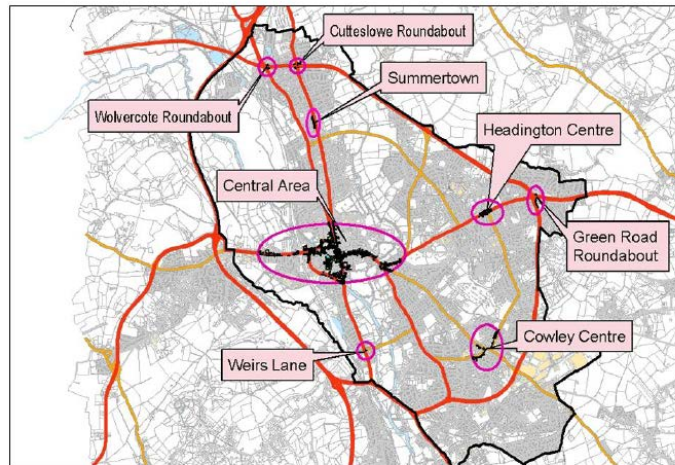 Cutteslowe Roundabout
Summertown
Wolvercote Roundabout
Headington Centre
Central
Area
Green Road
Roundabout
Cowley Centre
Weirs Lane